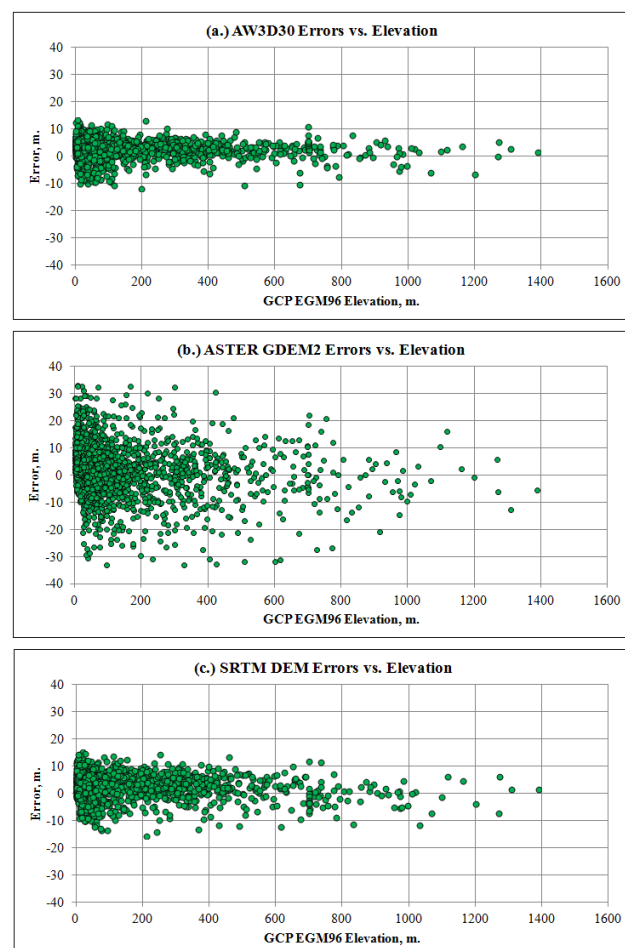 (a.) AW3D30 Errors vs. Elevation
40
30
20
10
0
-10
-20
-30
-40
Error, m.
0 200 400 600 800 1000 1200 1400 1600
GCP EGM96 Elevation, m.
(b.) ASTER GDEM2 Errors vs. Elevation
40
30
20
10
0
-10
-20
-30
-40
Error, m.
0 200 400 600 800 1000 1200 1400 1600
GCP EGM96 Elevation, m.
(c.) SRTM DEM Errors vs. Elevation
40
30
20
10
0
-10
-20
-30
-40
Error, m.
0 200 400 600 800 1000 1200 1400 1600
GCP EGM96 Elevation, m.